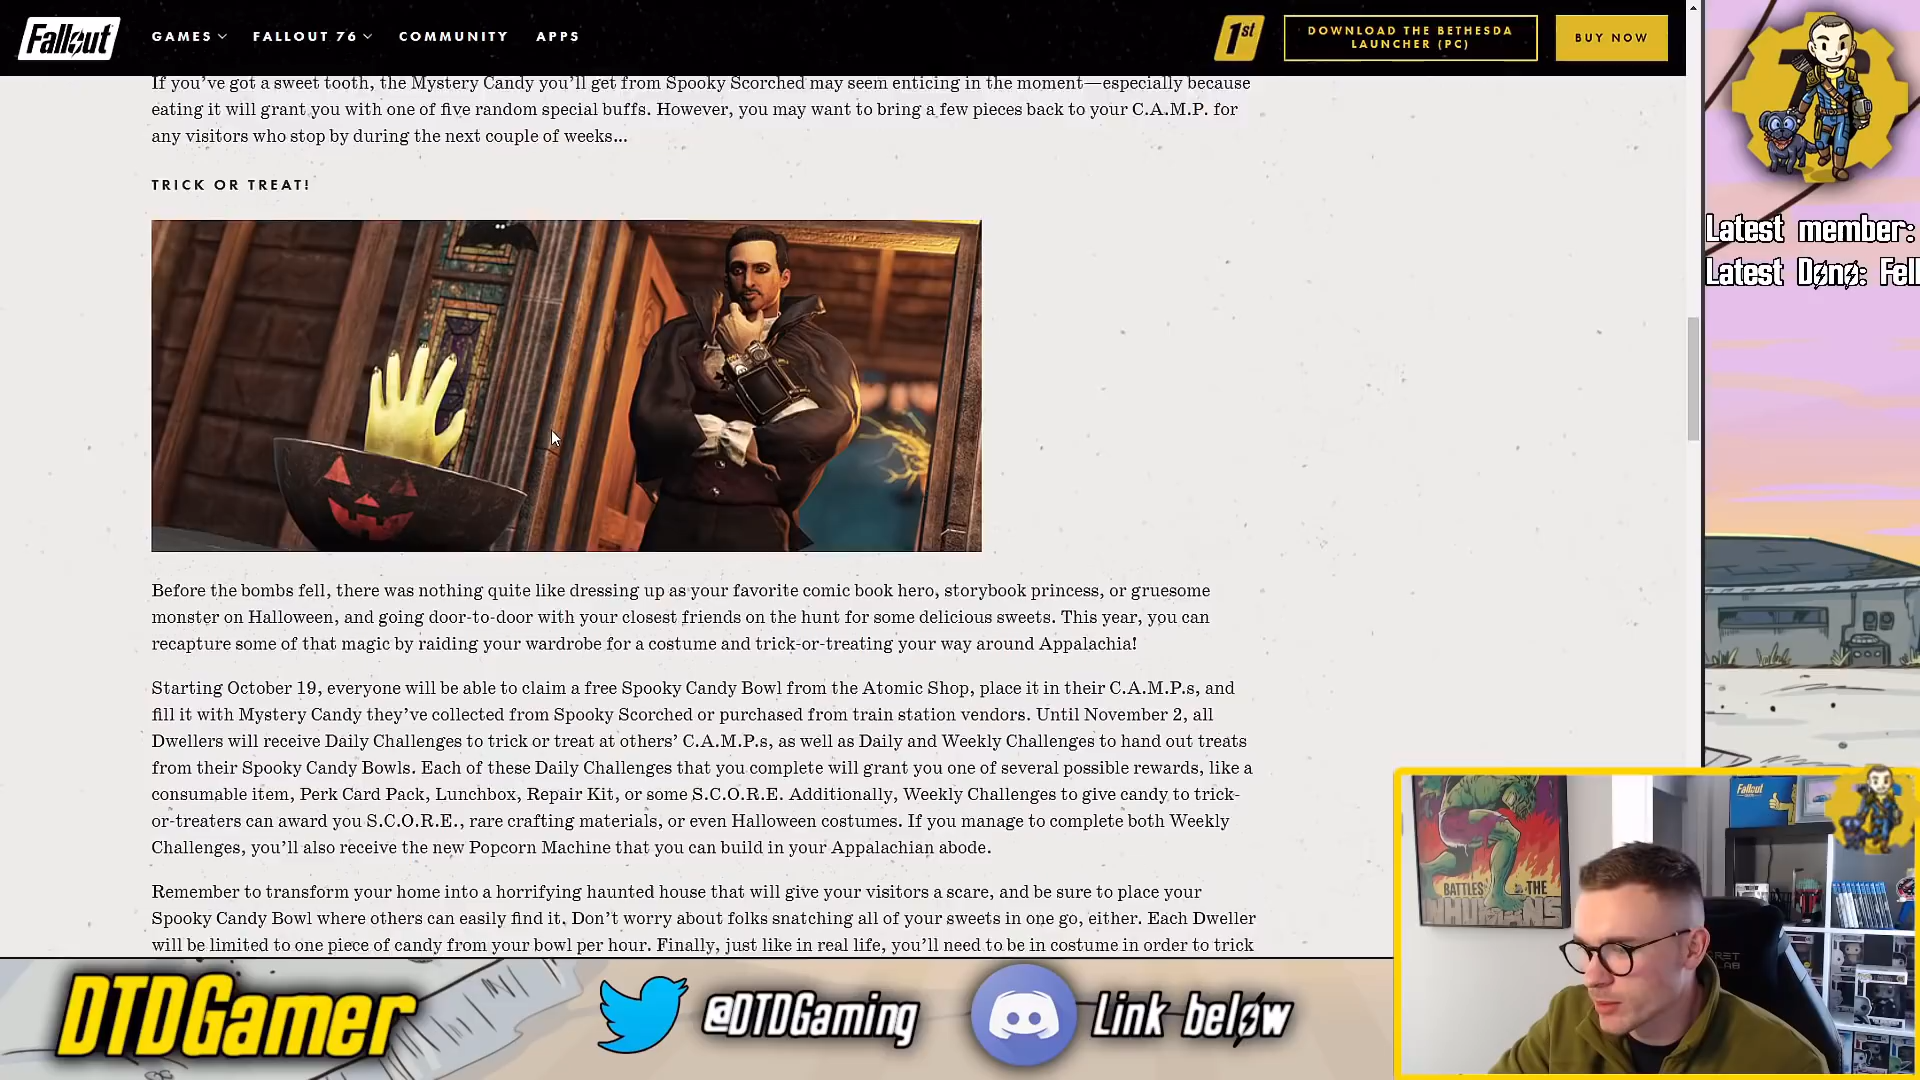 Fallout
GAMES
FALLOUT 76
COMMUNITY
APPS
1st
DOWNLOAD THE BETHESDA
LAUNCHER (PC)
BUY NOW
If you've got a sweet tooth, the Mystery Candy you'll get from Spooky Scorched may seem enticing in the moment—especially because
eating it will grant you with one of five random special buffs. However, you may want to bring a few pieces back to your C.A.M.P. for
any visitors who stop by during the next couple of weeks...
TRICK OR TREAT!
Before the bombs fell, there was nothing quite like dressing up as your favorite comic book hero, storybook princess, or gruesome
monster on Halloween, and going door-to-door with your closest friends on the hunt for some delicious sweets. This year, you can
recapture some of that magic by raiding your wardrobe for a costume and trick-or-treating your way around Appalachia!
Starting October 19, everyone will be able to claim a free Spooky Candy Bowl from the Atomic Shop, place it in their C.A.M.P.s, and
fill it with Mystery Candy they've collected from Spooky Scorched or purchased from train station vendors. Until November 2, all
Dwellers will receive Daily Challenges to trick or treat at others' C.A.M.P.s, as well as Daily and Weekly Challenges to hand out treats
from their Spooky Candy Bowls. Each of these Daily Challenges that you complete will grant you one of several possible rewards, like a
consumable item, Perk Card Pack, Lunchbox, Repair Kit, or some S.C.O.R.E. Additionally, Weekly Challenges to give candy to trick-
or-treaters can award you S.C.O.R.E., rare crafting materials, or even Halloween costumes. If you manage to complete both Weekly
Challenges, you'll also receive the new Popcorn Machine that you can build in your Appalachian abode.
Remember to transform your home into a horrifying haunted house that will give your visitors a scare, and be sure to place your
Spooky Candy Bowl where others can easily find it. Don't worry about folks snatching all of your sweets in one go, either. Each Dweller
will be limited to one piece of candy from your bowl per hour. Finally, just like in real life, you'll need to be in costume in order to trick
Latest member:
Latest Dono: Fell
BATTLES THE
HUMANS
Fallout
DTDGamer
@DTDGaming
Link below